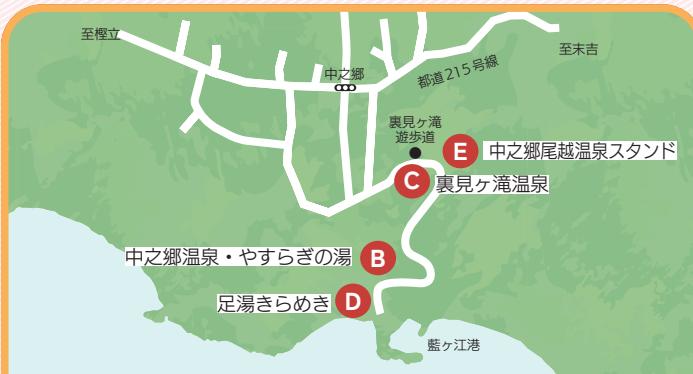 至樫立
中之郷
都道215号線
至末吉
裏見ヶ滝
遊歩道
E 中之郷尾越温泉スタンド
C 裏見ヶ滝温泉
中之郷温泉・やすらぎの湯 B
足湯きらめき D
藍ヶ江港